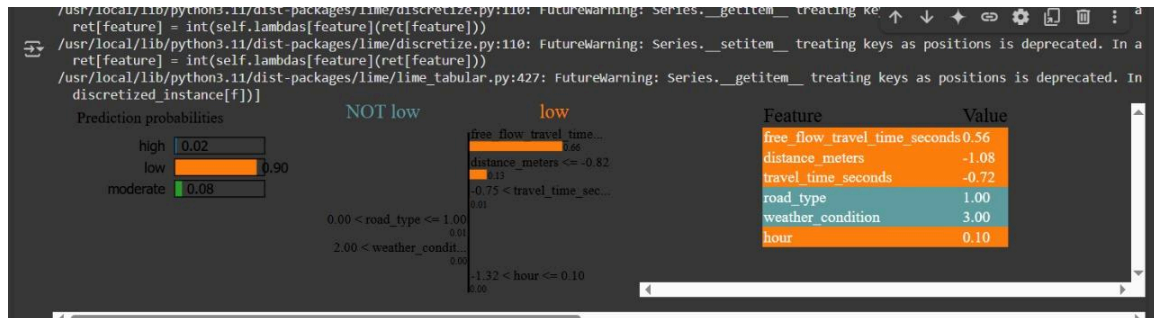 /usr/local/lib/python3.11/dist-packages/lime/discretize.py:110: FutureWarning: Series.__getitem__ treating ke
ret[feature] = int(self.lambdas[feature](ret[feature]))
/usr/local/lib/python3.11/dist-packages/lime/discretize.py:110: FutureWarning: Series.__setitem__ treating keys as positions is deprecated. In a
ret[feature] = int(self.lambdas[feature](ret[feature]))
/usr/local/lib/python3.11/dist-packages/lime/lime_tabular.py:427: FutureWarning: Series.__getitem__ treating keys as positions is deprecated. In
discretized_instance[f])]
Prediction probabilities
high 0.02
low 0.90
moderate 0.08
NOT low low
free_flow_travel_time...
0.66
distance_meters <= -0.82
0.13
-0.75 < travel_time_sec...
0.01
0.00 < road_type <= 1.00
0.01
2.00 < weather_condit...
0.00
-1.32 < hour <= 0.10
0.00
Feature Value
free_flow_travel_time_seconds 0.56
distance_meters -1.08
travel_time_seconds -0.72
road_type 1.00
weather_condition 3.00
hour 0.10